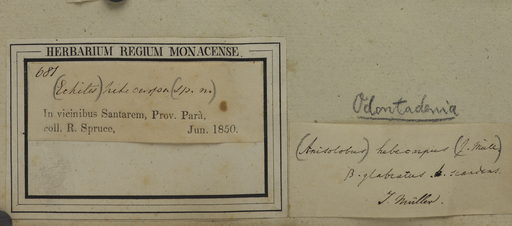 HERBARIUM REGIUM MONACENSE.
681
(Echites) hebecarpa (sp. n.)
In vicinibus Santarem, Prov. Parà,
coll. R. Spruce, Jun. 1850.
Odontadenia
(Anisolobus) hebecarpus (J. Müll)
β. glabratus scandens
J. Müller.